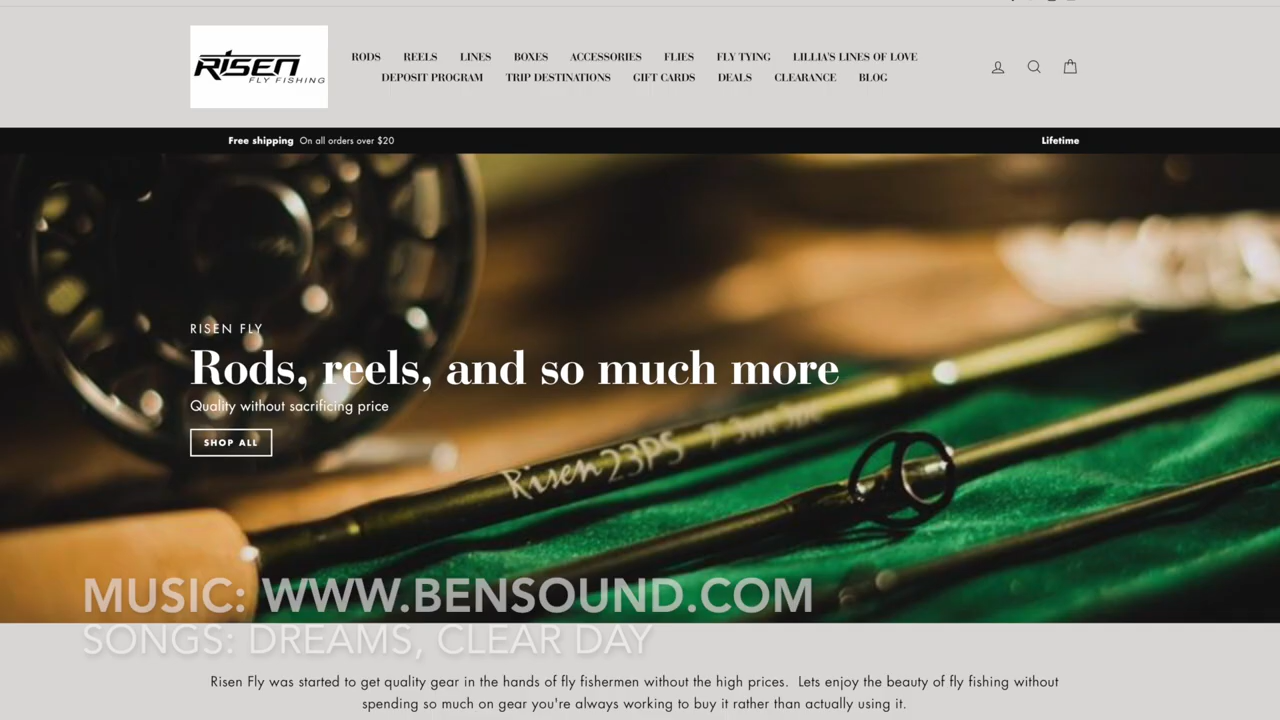 RISEN
FLY FISHING
RODS REELS LINES BOXES ACCESSORIES FLIES FLY TYING LILLIA'S LINES OF LOVE
DEPOSIT PROGRAM TRIP DESTINATIONS GIFT CARDS DEALS CLEARANCE BLOG
Free shipping On all orders over $20
Lifetime
RISEN FLY
Rods, reels, and so much more
Quality without sacrificing price
SHOP ALL
Risen 23PS
MUSIC: WWW.BENSOUND.COM
SONGS: DREAMS, CLEAR DAY
Risen Fly was started to get quality gear in the hands of fly fishermen without the high prices. Lets enjoy the beauty of fly fishing without
spending so much on gear you're always working to buy it rather than actually using it.